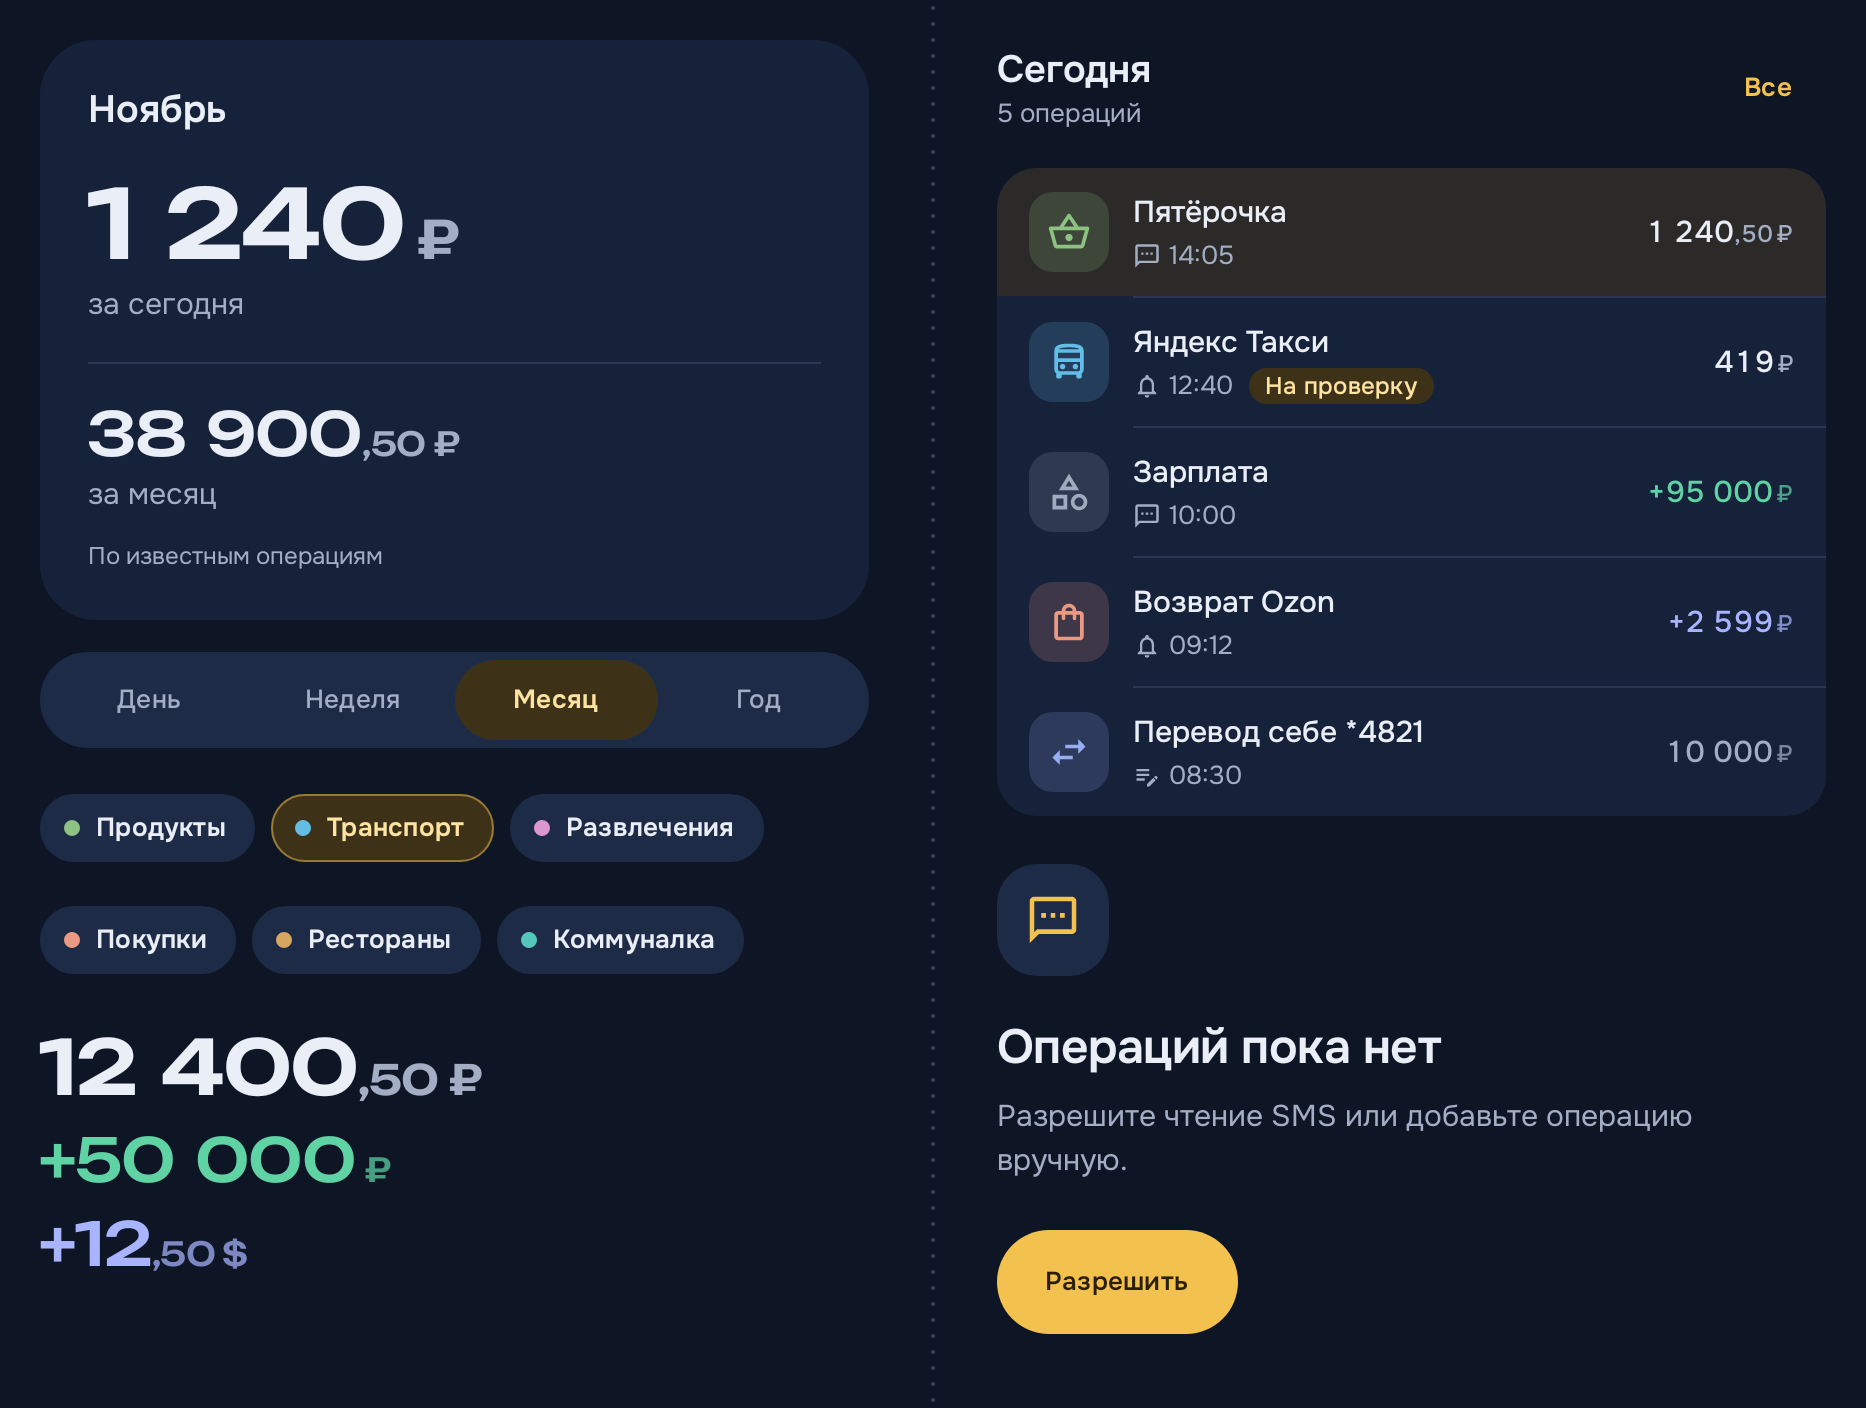 Ноябрь
1 240 ₽
за сегодня
38 900,50 ₽
за месяц
По известным операциям
День Неделя Месяц Год
Продукты Транспорт Развлечения
Покупки Рестораны Коммуналка
12 400,50 ₽
+50 000 ₽
+12,50 $
Сегодня
5 операций
Все
Пятёрочка
14:05
1 240,50 ₽
Яндекс Такси
12:40 На проверку
419 ₽
Зарплата
10:00
+95 000 ₽
Возврат Ozon
09:12
+2 599 ₽
Перевод себе *4821
08:30
10 000 ₽
Операций пока нет
Разрешите чтение SMS или добавьте операцию
вручную.
Разрешить